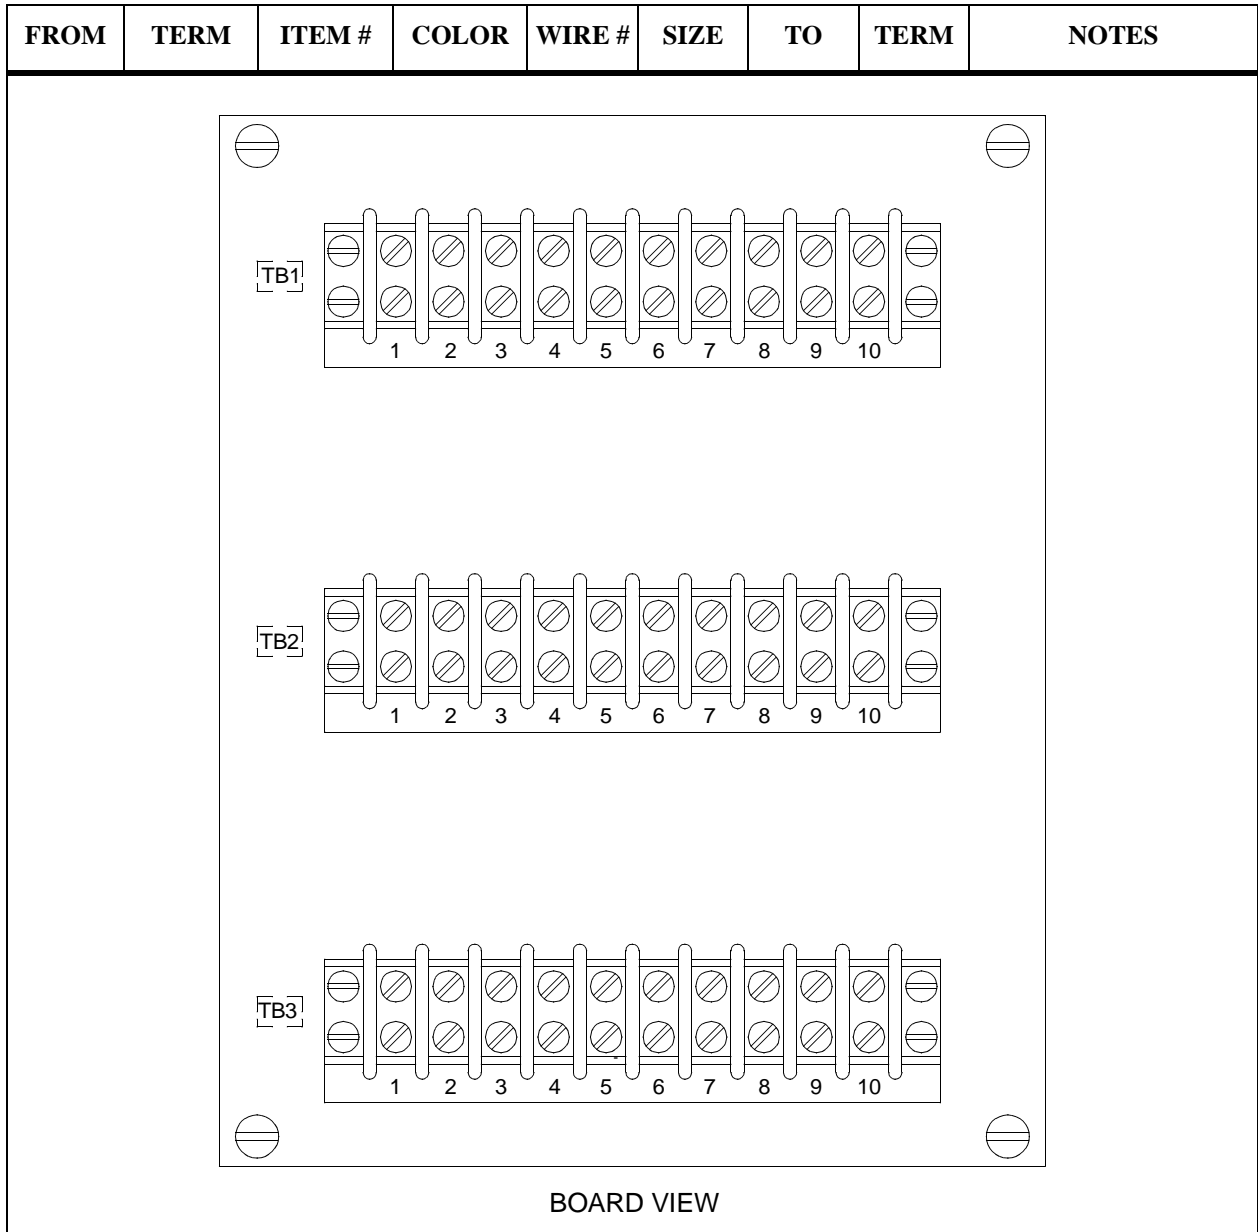 FROM TERM ITEM # COLOR WIRE # SIZE TO TERM NOTES
TB1
1 2 3 4 5 6 7 8 9 10
TB2
1 2 3 4 5 6 7 8 9 10
TB3
1 2 3 4 5 6 7 8 9 10
BOARD VIEW